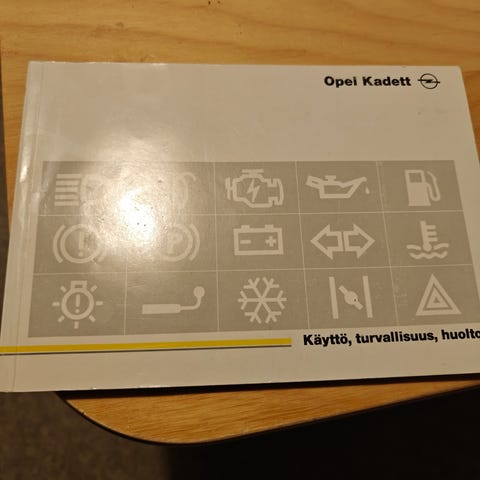 Opel Kadett
Käyttö, turvallisuus, huolto